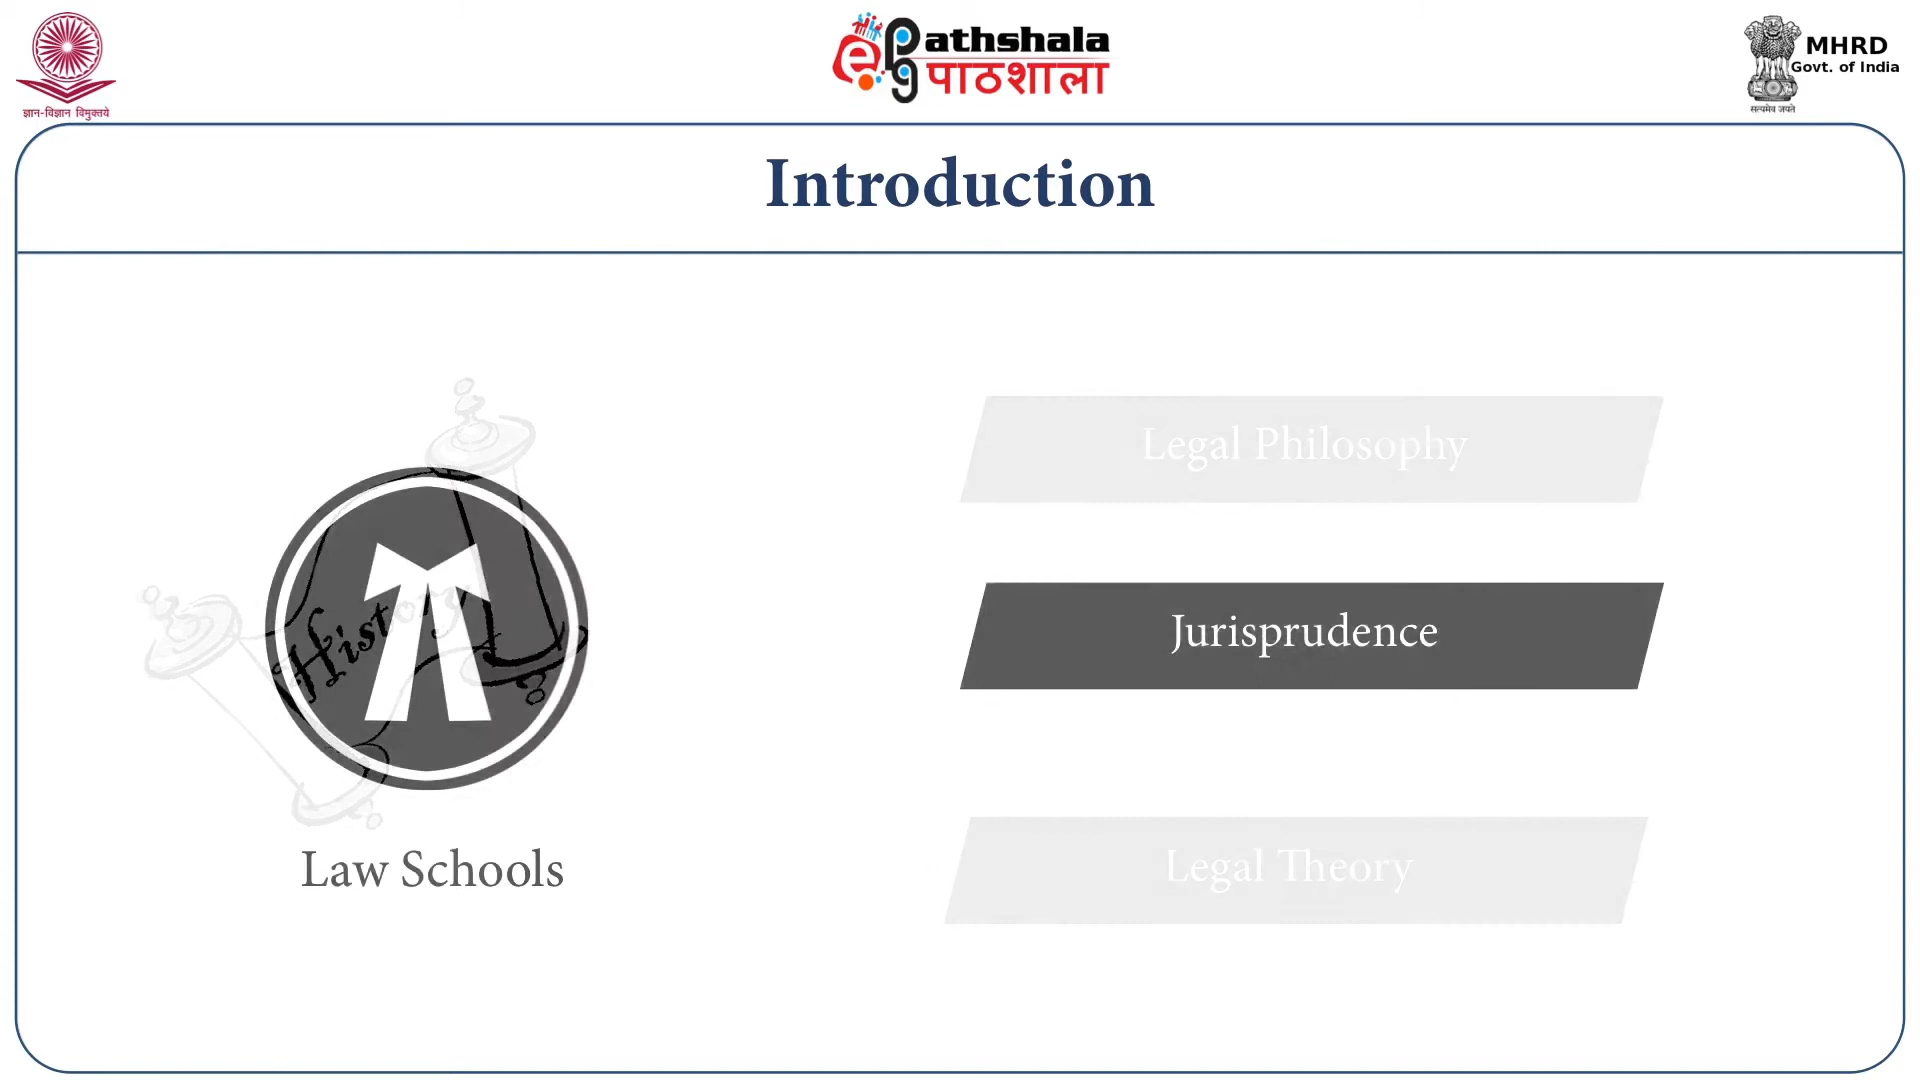 ज्ञान-विज्ञान विमुक्तये
ePathshala
पाठशाला
MHRD
Govt. of India
सत्यमेव जयते
Introduction
Legal Philosophy
History
Jurisprudence
Law Schools
Legal Theory